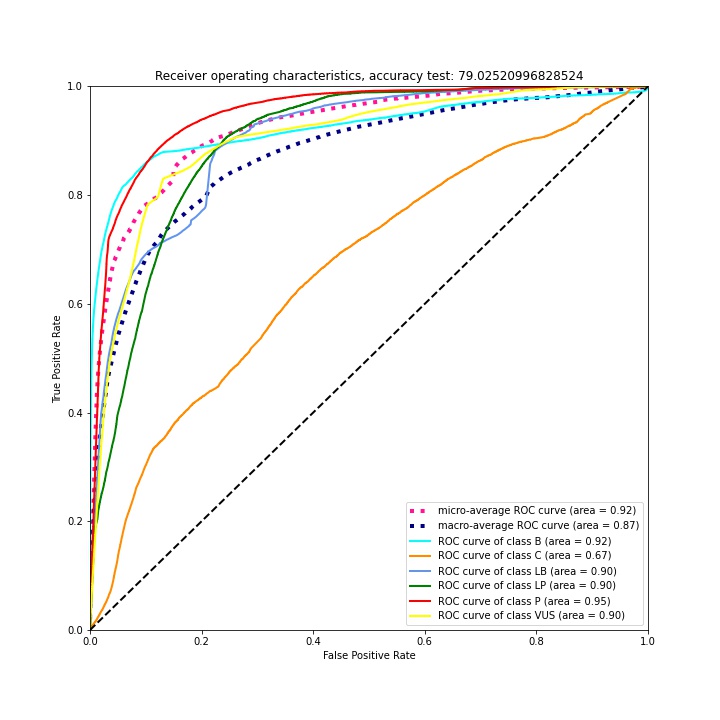 Receiver operating characteristics, accuracy test: 79.02520996828524
1.0
0.8
0.6
0.4
0.2
0.0
True Positive Rate
0.0 0.2 0.4 0.6 0.8 1.0
False Positive Rate
micro-average ROC curve (area = 0.92)
macro-average ROC curve (area = 0.87)
ROC curve of class B (area = 0.92)
ROC curve of class C (area = 0.67)
ROC curve of class LB (area = 0.90)
ROC curve of class LP (area = 0.90)
ROC curve of class P (area = 0.95)
ROC curve of class VUS (area = 0.90)